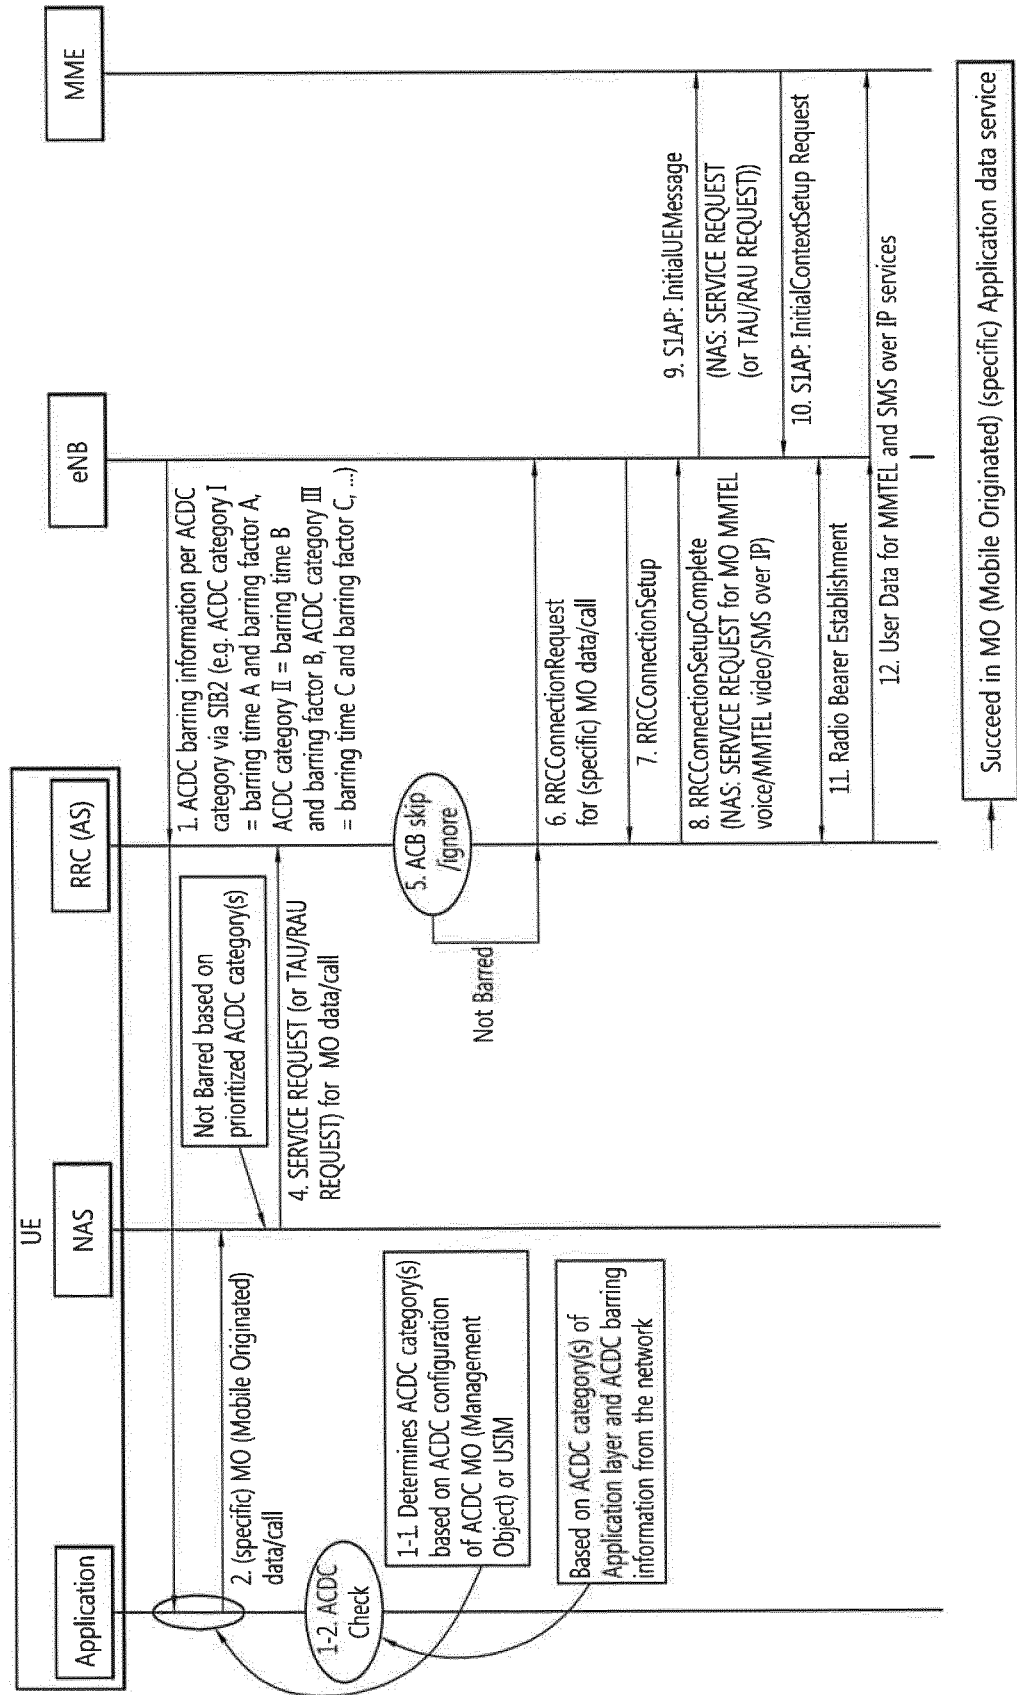 UE
Application
NAS
RRC (AS)
eNB
MME
1. ACDC barring information per ACDC
category via SIB2 (e.g. ACDC category I
= barring time A and barring factor A,
ACDC category II = barring time B
and barring factor B, ACDC category III
= barring time C and barring factor C, ...)
2. (specific) MO (Mobile Originated)
data/call
Not Barred based on
prioritized ACDC category(s)
4. SERVICE REQUEST (or TAU/RAU
REQUEST) for MO data/call
1-2. ACDC
Check
1-1. Determines ACDC category(s)
based on ACDC configuration
of ACDC MO (Management
Object) or USIM
Based on ACDC category(s) of
Application layer and ACDC barring
information from the network
5. ACB skip
/ignore
Not Barred
6. RRCConnectionRequest
for (specific) MO data/call
7. RRCConnectionSetup
8. RRCConnectionSetupComplete
(NAS: SERVICE REQUEST for MO MMTEL
voice/MMTEL video/SMS over IP)
9. S1AP: InitialUEMessage
(NAS: SERVICE REQUEST
(or TAU/RAU REQUEST))
10. S1AP: InitialContextSetup Request
11. Radio Bearer Establishment
12. User Data for MMTEL and SMS over IP services
Succeed in MO (Mobile Originated) (specific) Application data service